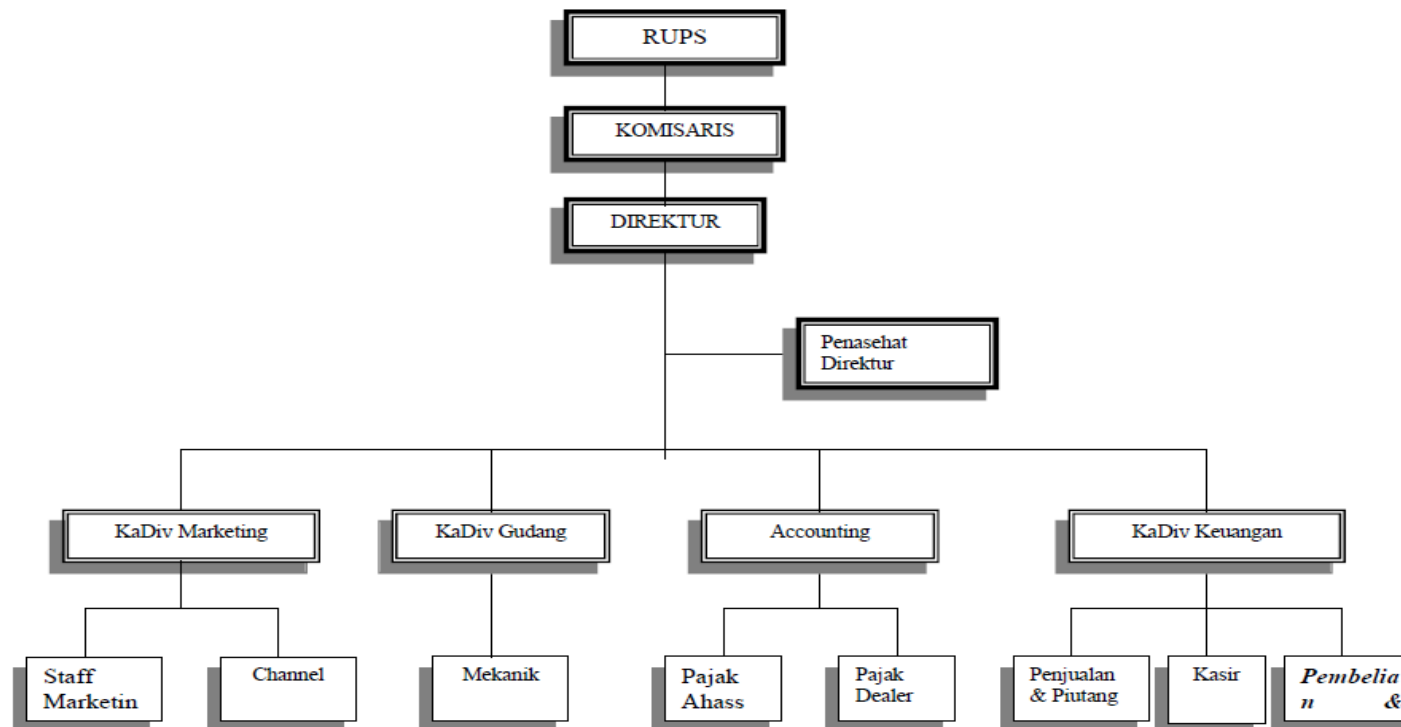 RUPS
KOMISARIS
DIREKTUR
Penasehat
Direktur
KaDiv Marketing
KaDiv Gudang
Accounting
KaDiv Keuangan
Staff
Marketin
Channel
Mekanik
Pajak
Ahass
Pajak
Dealer
Penjualan
& Piutang
Kasir
Pembelia
n &